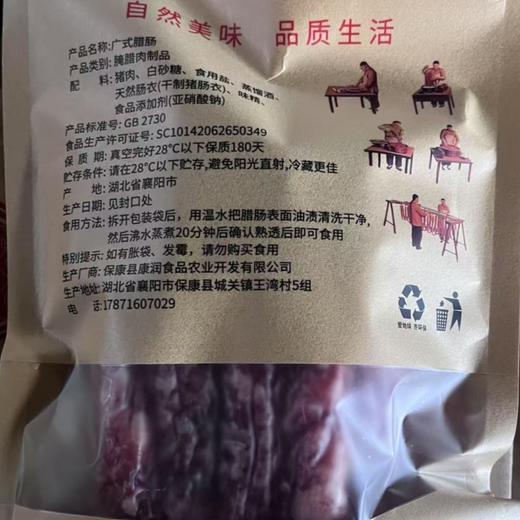 自然美味 品质生活
产品名称:广式腊肠
产品类别:腌腊肉制品
配 料:猪肉、白砂糖、食用盐、蒸馏酒、
天然肠衣(干制猪肠衣)、味精、
食品添加剂(亚硝酸钠)
产品标准号:GB 2730
食品生产许可证号:SC10142062650349
保 质 期:真空完好28℃以下保质180天
贮存条件:请在28℃以下贮存,避免阳光直射,冷藏更佳
产 地:湖北省襄阳市
生产日期:见封口处
食用方法:拆开包装袋后，用温水把腊肠表面油渍清洗干净,
然后沸水蒸煮20分钟后确认熟透后即可食用
特别提示:如有胀袋、发霉，请勿购买食用
生产厂商:保康县康润食品农业开发有限公司
生产地址:湖北省襄阳市保康县城关镇王湾村5组
电 话:17871607029
爱地球 齐环保